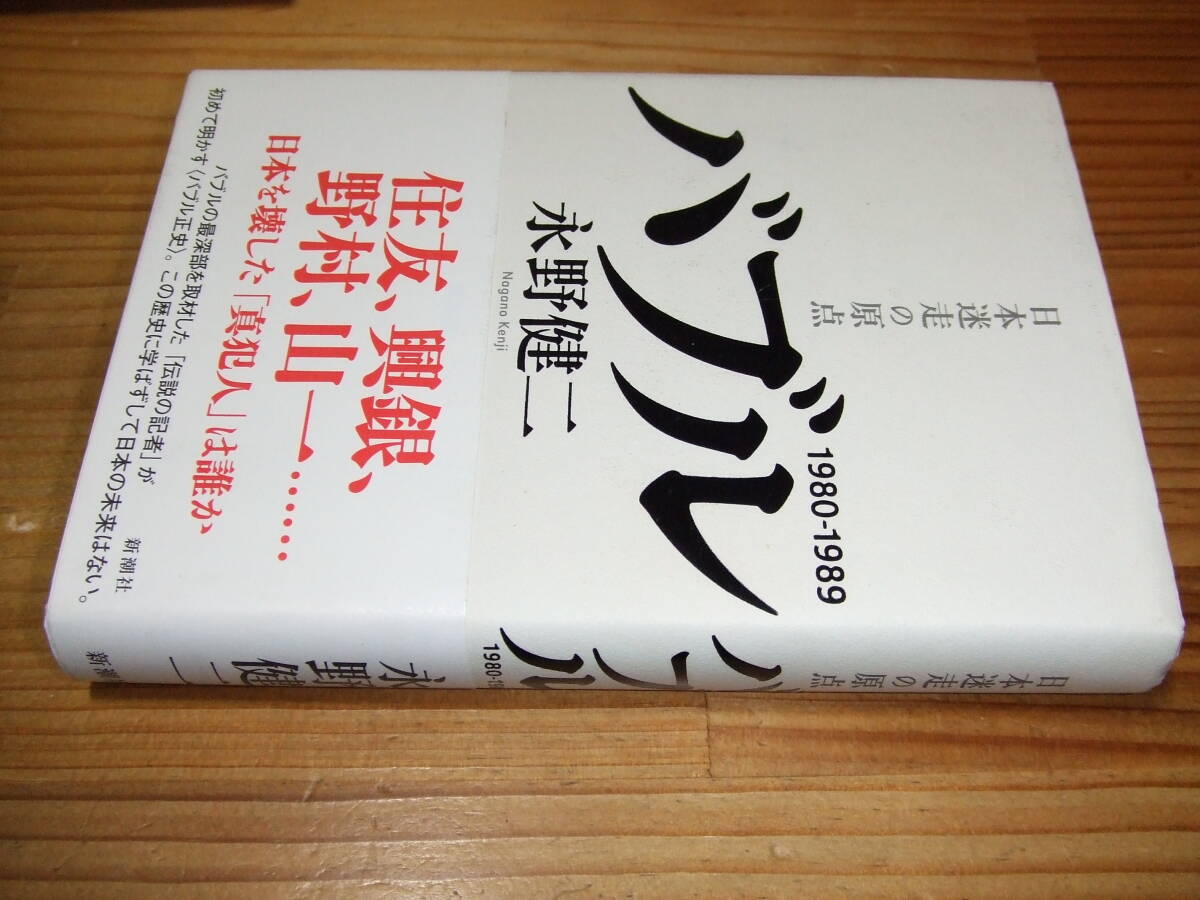 日本迷走の原点
バブル
1980-1989
永野健二
Nagano Kenji
住友、興銀、
野村、山一……
日本を壊した「真犯人」は誰か
バブルの最深部を取材した「伝説の記者」が
初めて明かす〈バブル正史〉。この歴史に学ばずして日本の未来はない。
新潮社
日本迷走の原点
バブル
1980-19
永野健二
新潮